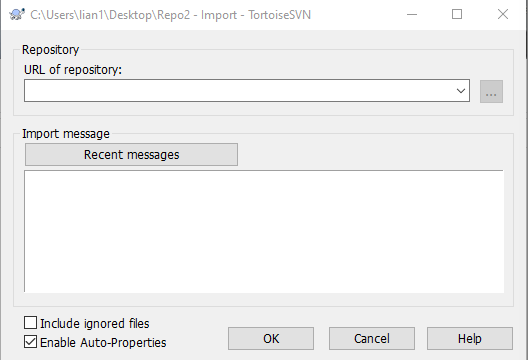 C:\Users\lian1\Desktop\Repo2 - Import - TortoiseSVN
Repository
URL of repository:
...
Import message
Recent messages
Include ignored files
Enable Auto-Properties
OK
Cancel
Help